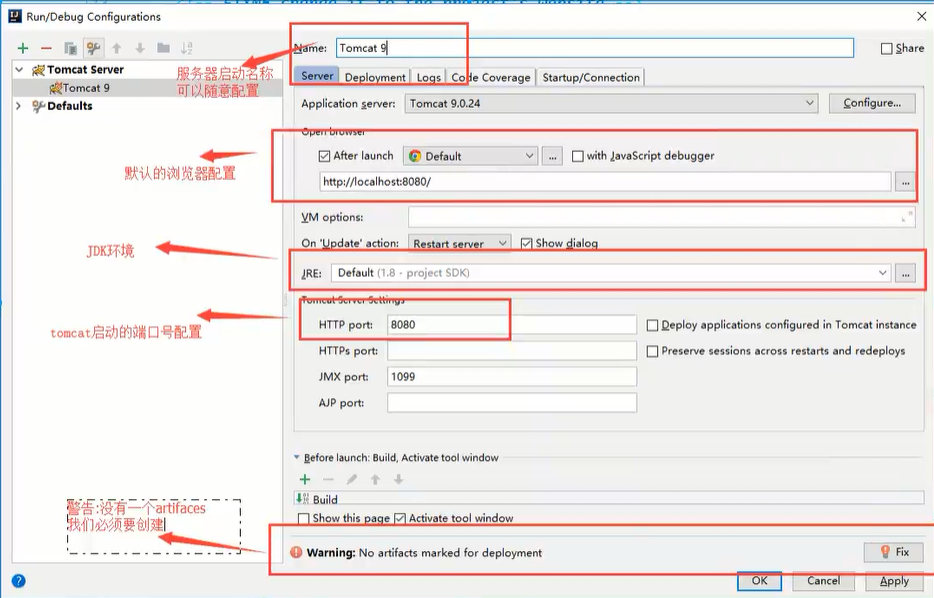 Run/Debug Configurations
Name: Tomcat 9
Share
Tomcat Server
Tomcat 9
Defaults
服务器启动名称
可以随意配置
Server Deployment Logs Code Coverage Startup/Connection
Application server: Tomcat 9.0.24 Configure...
Open browser
After launch Default ... with JavaScript debugger
http://localhost:8080/ ...
默认的浏览器配置
VM options:
On 'Update' action: Restart server Show dialog
JDK环境
JRE: Default (1.8 - project SDK) ...
Tomcat Server Settings
HTTP port: 8080 Deploy applications configured in Tomcat instance
tomcat启动的端口号配置
HTTPs port: Preserve sessions across restarts and redeploys
JMX port: 1099
AJP port:
Before launch: Build, Activate tool window
Build
Show this page Activate tool window
警告:没有一个artifaces
我们必须要创建
Warning: No artifacts marked for deployment Fix
? OK Cancel Apply